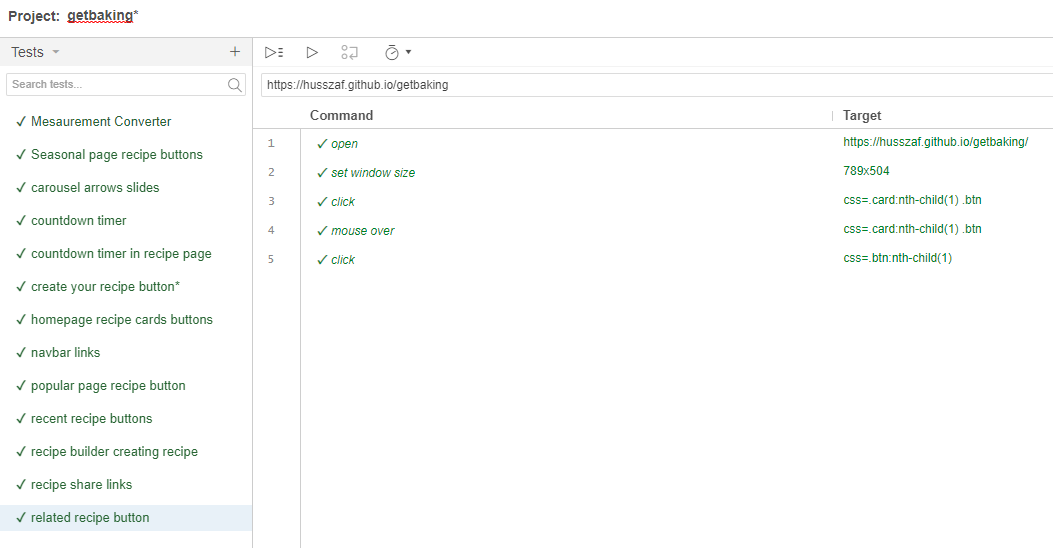 Project: getbaking*
Tests
Search tests...
Mesaurement Converter
Seasonal page recipe buttons
carousel arrows slides
countdown timer
countdown timer in recipe page
create your recipe button*
homepage recipe cards buttons
navbar links
popular page recipe button
recent recipe buttons
recipe builder creating recipe
recipe share links
related recipe button
https://husszaf.github.io/getbaking
Command Target
1 ✓ open https://husszaf.github.io/getbaking/
2 ✓ set window size 789x504
3 ✓ click css=.card:nth-child(1) .btn
4 ✓ mouse over css=.card:nth-child(1) .btn
5 ✓ click css=.btn:nth-child(1)